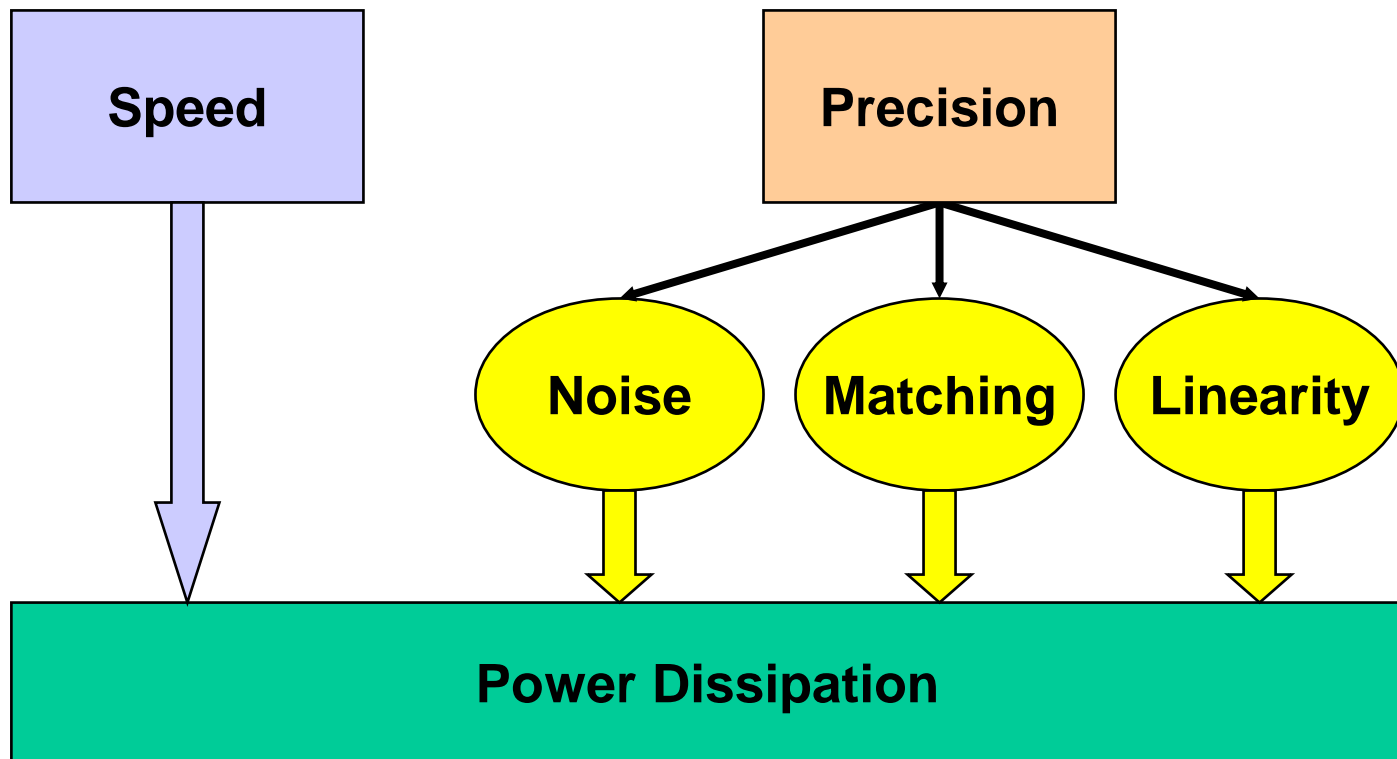 Speed
Precision
Noise
Matching
Linearity
Power Dissipation